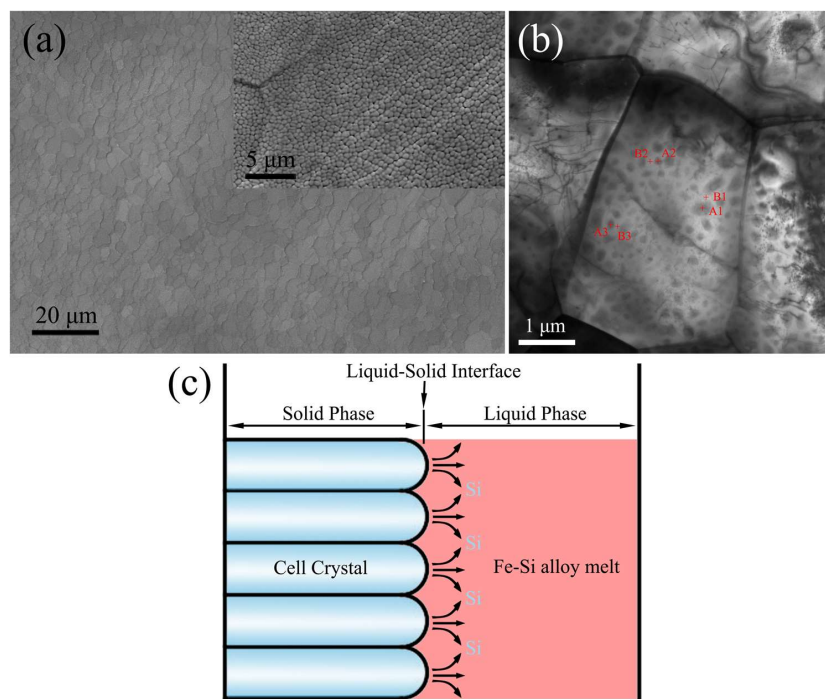 (a)
5 μm
20 μm
(b)
B2 A2
B1
A1
A3 B3
1 μm
(c)
Liquid-Solid Interface
Solid Phase
Liquid Phase
Si
Si
Cell Crystal
Fe-Si alloy melt
Si
Si